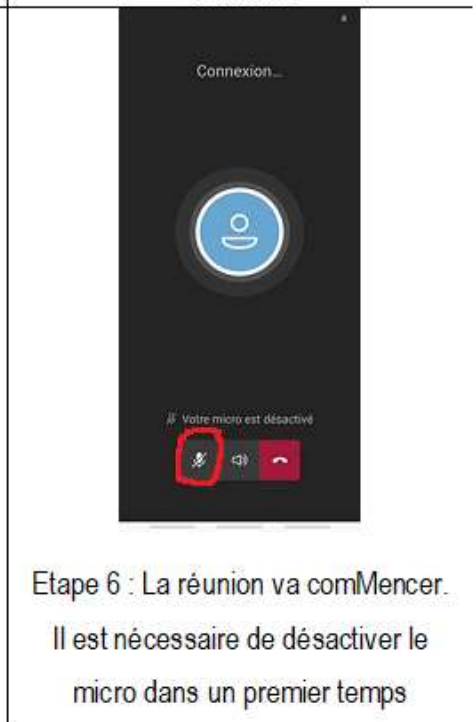 Connexion...
Votre micro est désactivé
Etape 6 : La réunion va comMencer.
Il est nécessaire de désactiver le
micro dans un premier temps